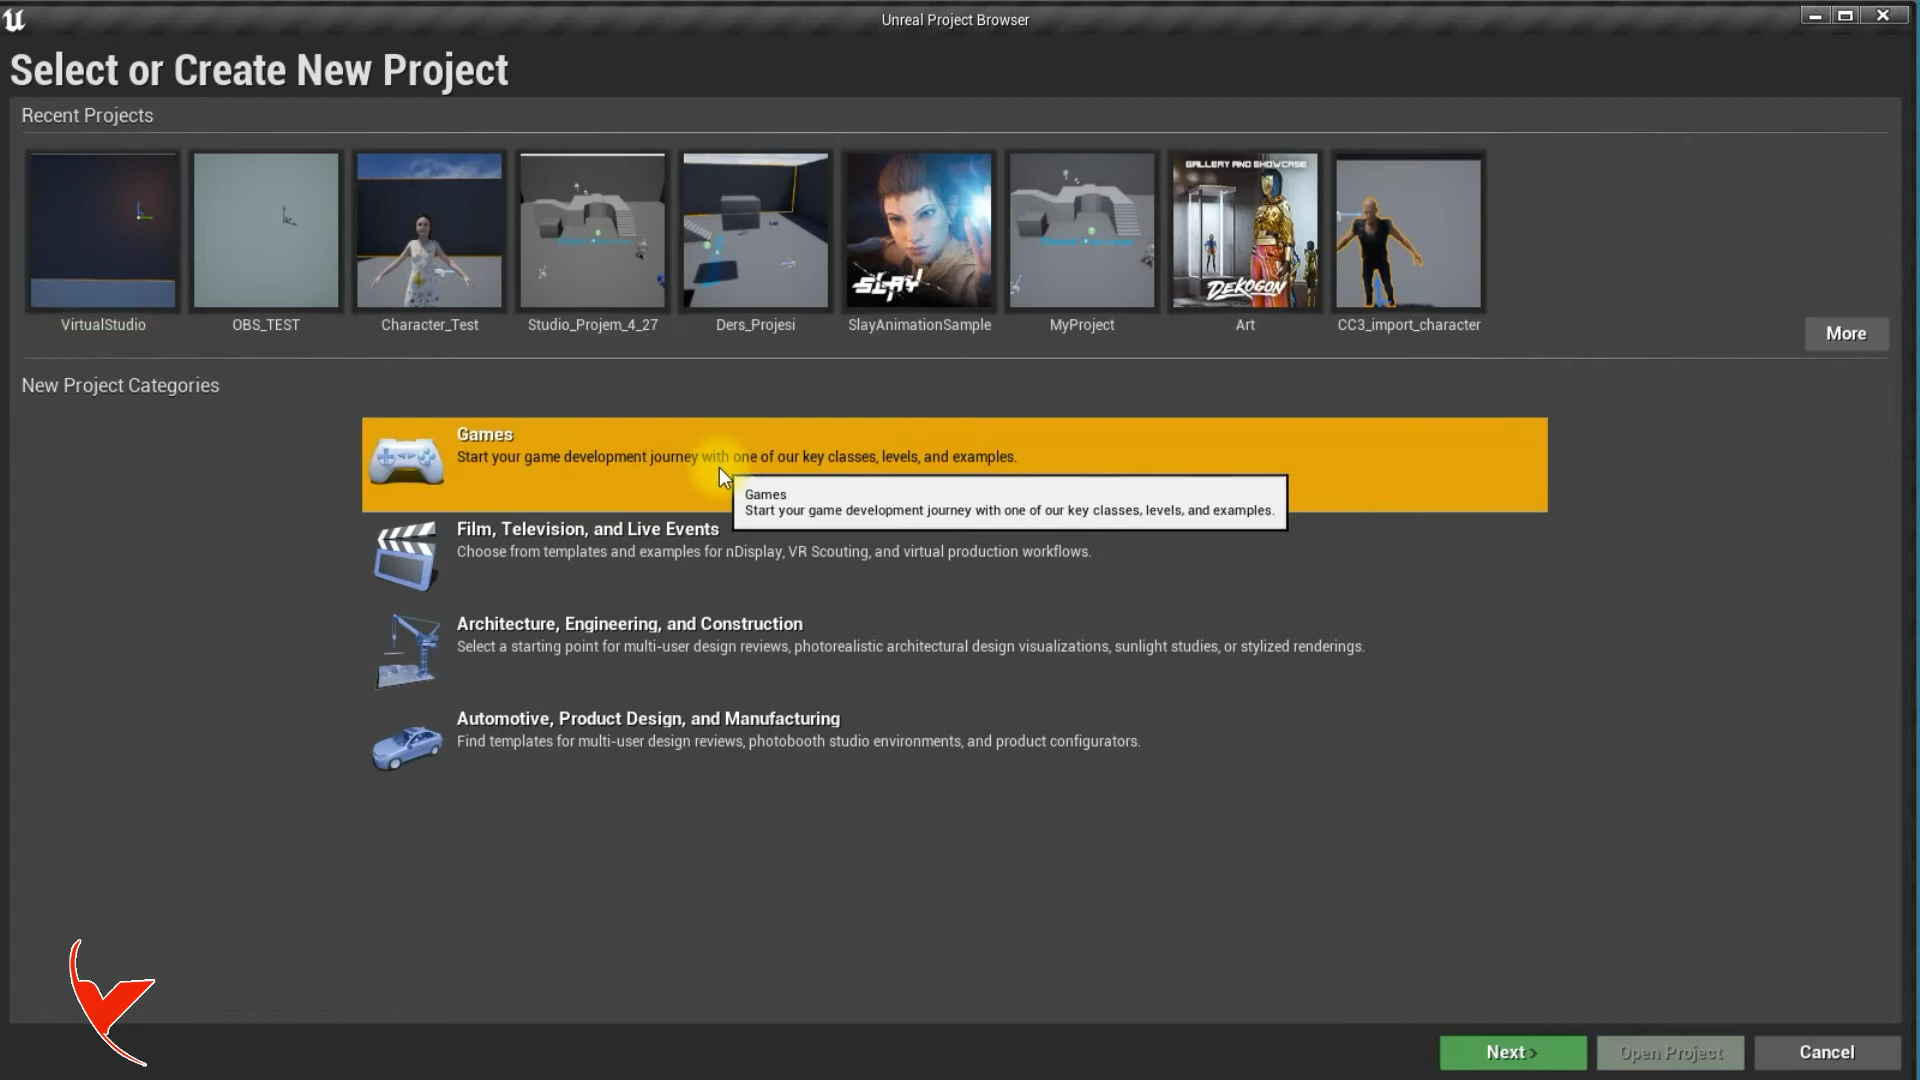 Unreal Project Browser
Select or Create New Project
Recent Projects
GALLERY AND SHOWCASE
SLAY
DEKOGON
VirtualStudio
OBS_TEST
Character_Test
Studio_Projem_4_27
Ders_Projesi
SlayAnimationSample
MyProject
Art
CC3_import_character
More
New Project Categories
Games
Start your game development journey with one of our key classes, levels, and examples.
Games
Start your game development journey with one of our key classes, levels, and examples.
Film, Television, and Live Events
Choose from templates and examples for nDisplay, VR Scouting, and virtual production workflows.
Architecture, Engineering, and Construction
Select a starting point for multi-user design reviews, photorealistic architectural design visualizations, sunlight studies, or stylized renderings.
Automotive, Product Design, and Manufacturing
Find templates for multi-user design reviews, photobooth studio environments, and product configurators.
Next >
Open Project
Cancel